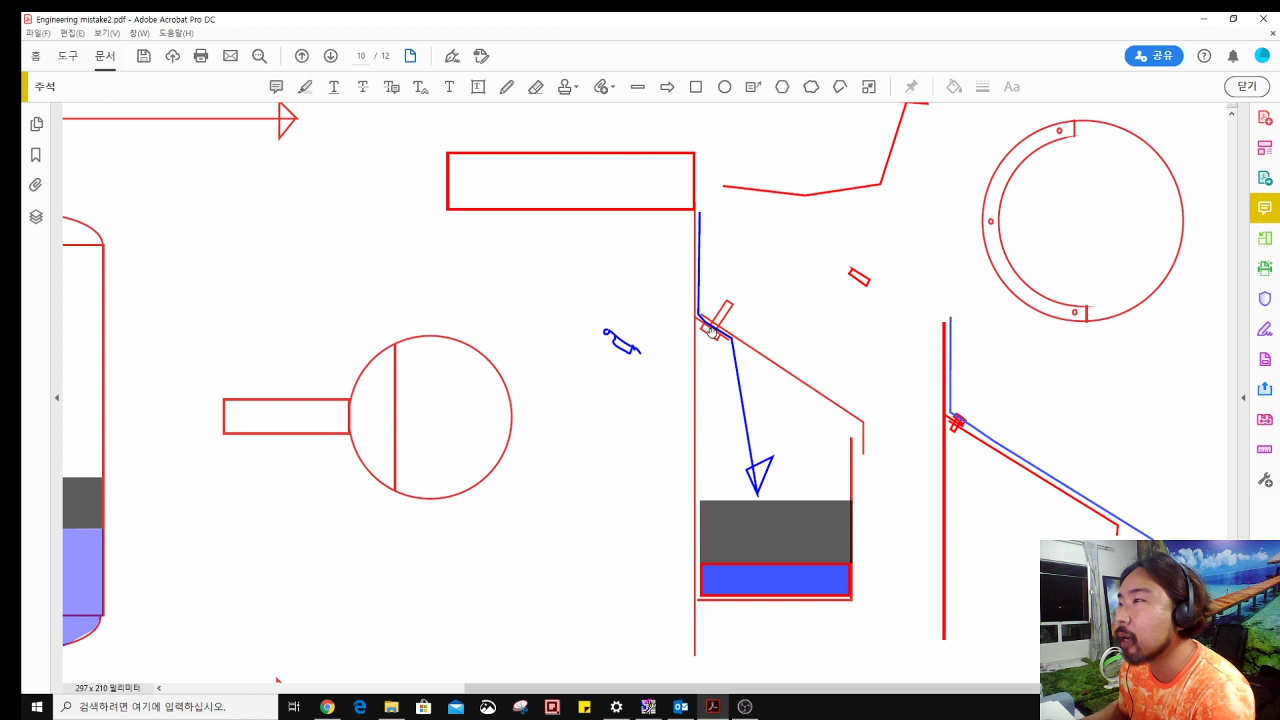 Engineering mistake2.pdf - Adobe Acrobat Pro DC
파일(F) 편집(E) 보기(V) 창(W) 도움말(H)
홈 도구 문서 10 / 12 공유
주석 Aa 닫기
297 x 210 밀리미터
검색하려면 여기에 입력하십시오.